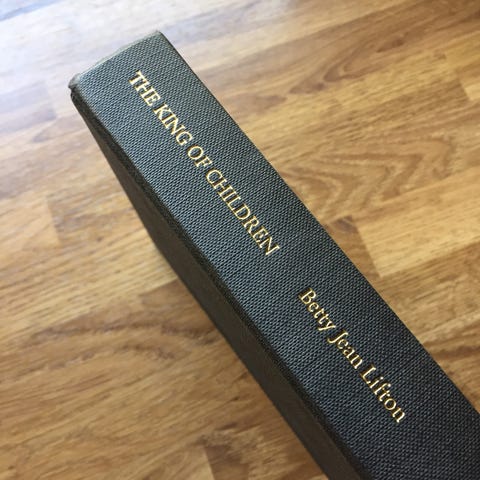 THE KING OF CHILDREN
Betty Jean Lifton